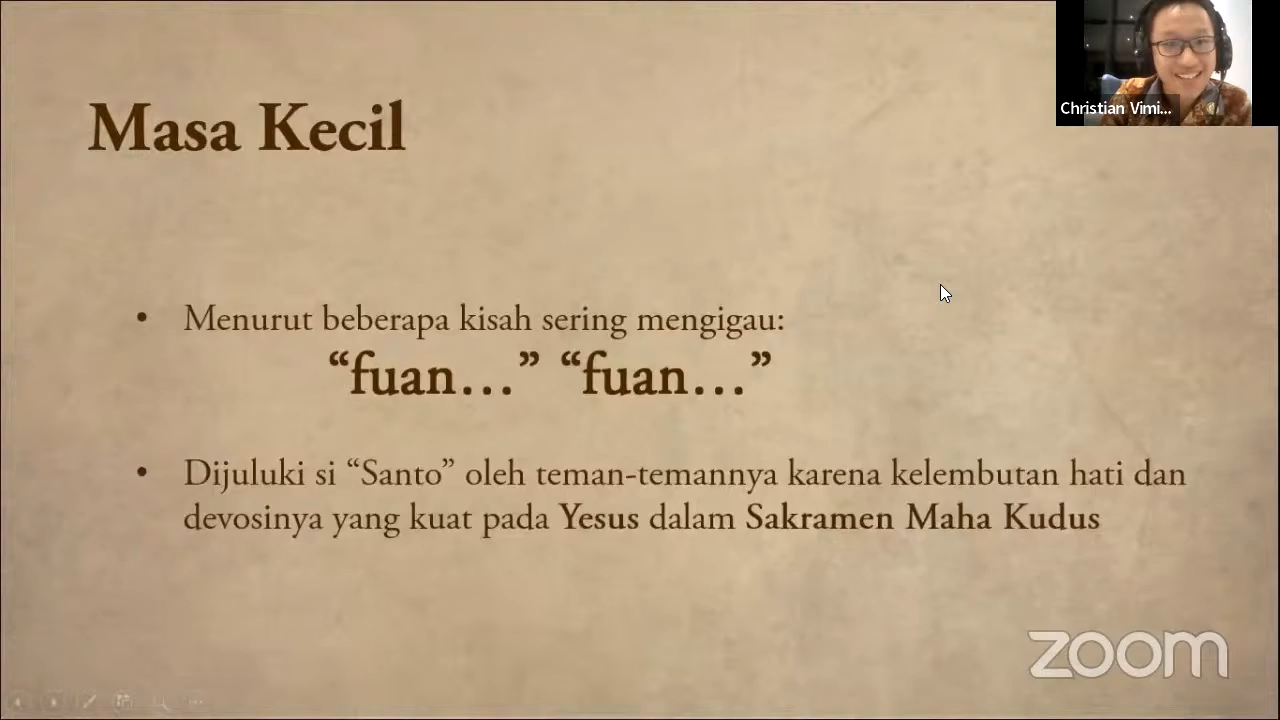 Masa Kecil
Christian Vimi...
• Menurut beberapa kisah sering mengigau:
“fuan...” “fuan...”
• Dijuluki si “Santo” oleh teman-temannya karena kelembutan hati dan
devosinya yang kuat pada Yesus dalam Sakramen Maha Kudus
zoom